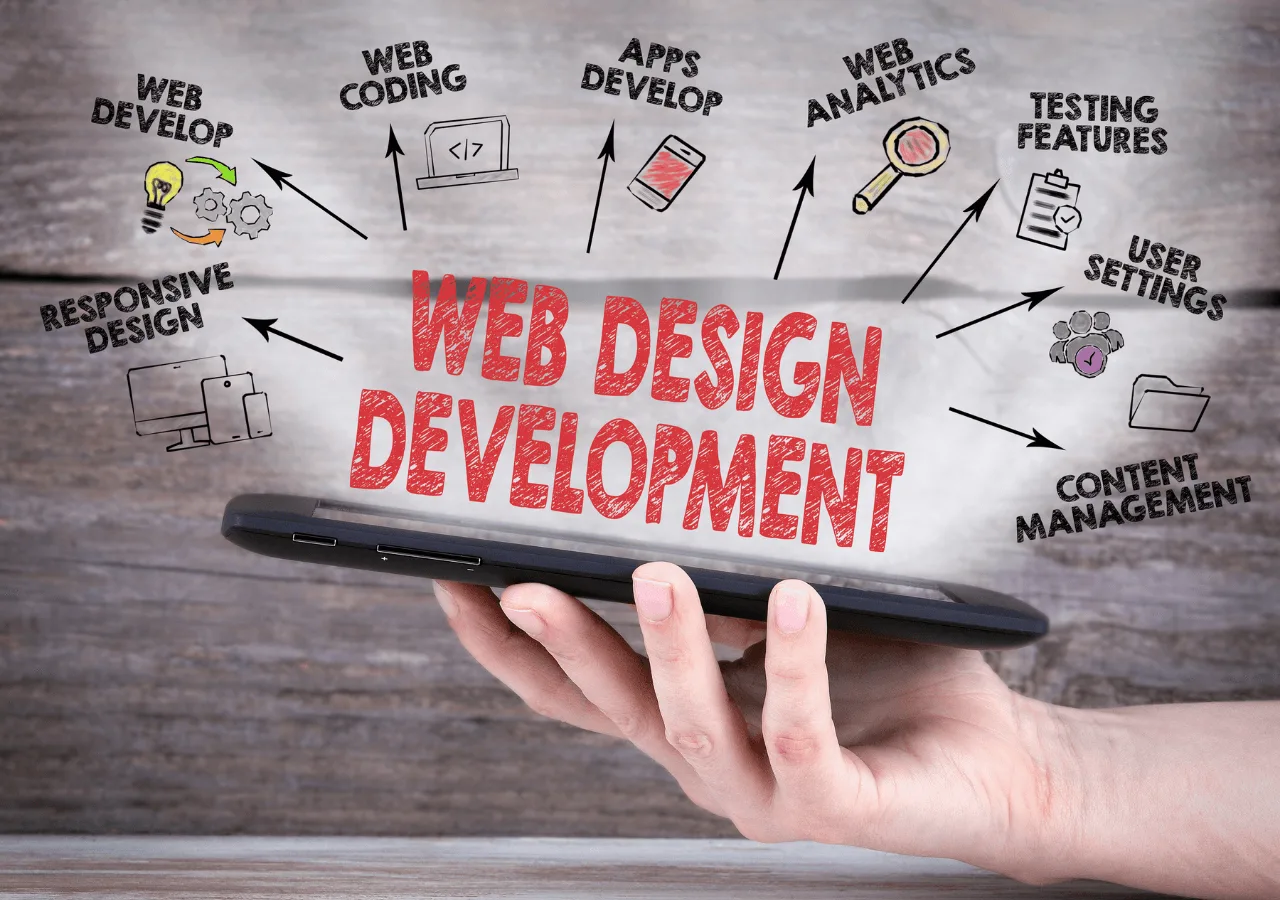 WEB
DEVELOP
WEB
CODING
APPS
DEVELOP
WEB
ANALYTICS
TESTING
FEATURES
USER
SETTINGS
RESPONSIVE
DESIGN
</>
WEB DESIGN
DEVELOPMENT
CONTENT
MANAGEMENT
+
-